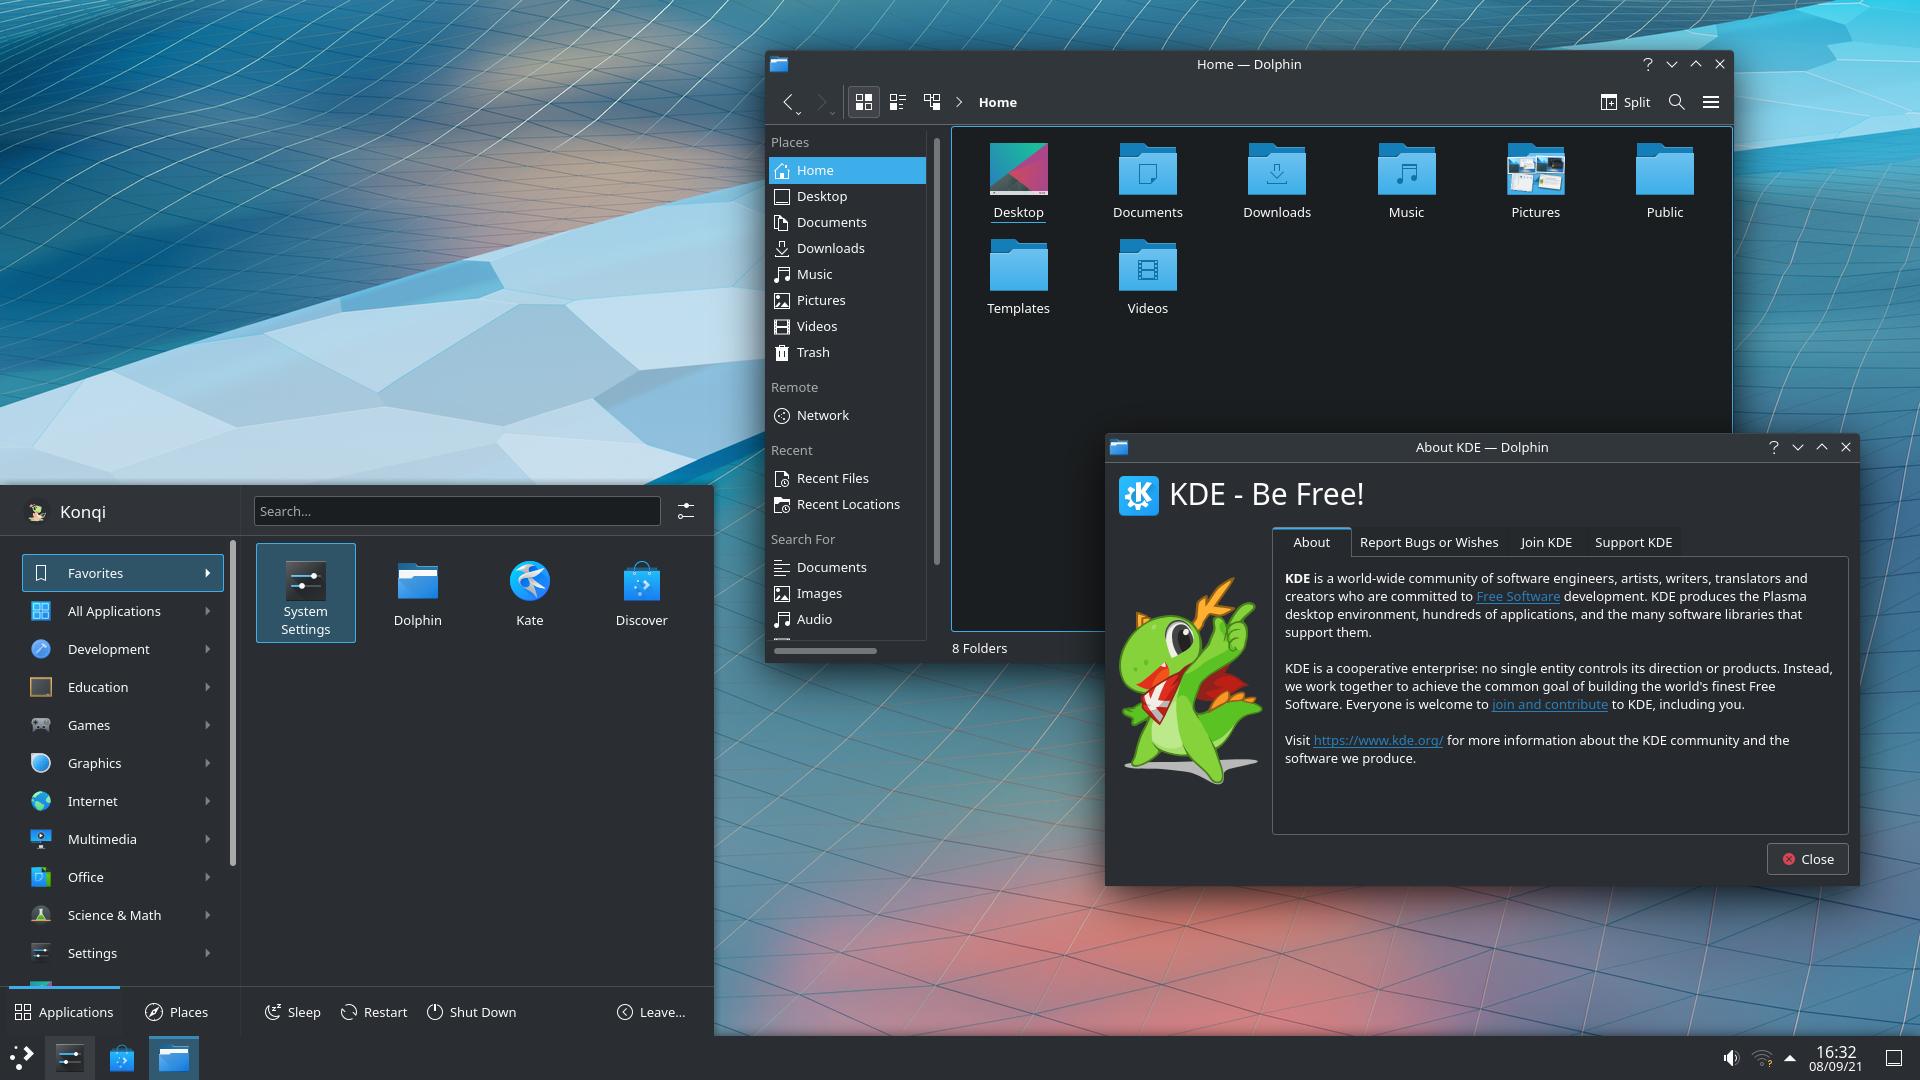 Home — Dolphin
Home
Split
Places
Home
Desktop
Documents
Downloads
Music
Pictures
Videos
Trash
Remote
Network
Recent
Recent Files
Recent Locations
Search For
Documents
Images
Audio
Desktop
Documents
Downloads
Music
Pictures
Public
Templates
Videos
8 Folders
About KDE — Dolphin
KDE - Be Free!
About
Report Bugs or Wishes
Join KDE
Support KDE
KDE is a world-wide community of software engineers, artists, writers, translators and
creators who are committed to Free Software development. KDE produces the Plasma
desktop environment, hundreds of applications, and the many software libraries that
support them.
KDE is a cooperative enterprise: no single entity controls its direction or products. Instead,
we work together to achieve the common goal of building the world's finest Free
Software. Everyone is welcome to join and contribute to KDE, including you.
Visit https://www.kde.org/ for more information about the KDE community and the
software we produce.
Close
Konqi
Search...
Favorites
All Applications
Development
Education
Games
Graphics
Internet
Multimedia
Office
Science & Math
Settings
System
Settings
Dolphin
Kate
Discover
Applications
Places
Sleep
Restart
Shut Down
Leave...
16:32
08/09/21